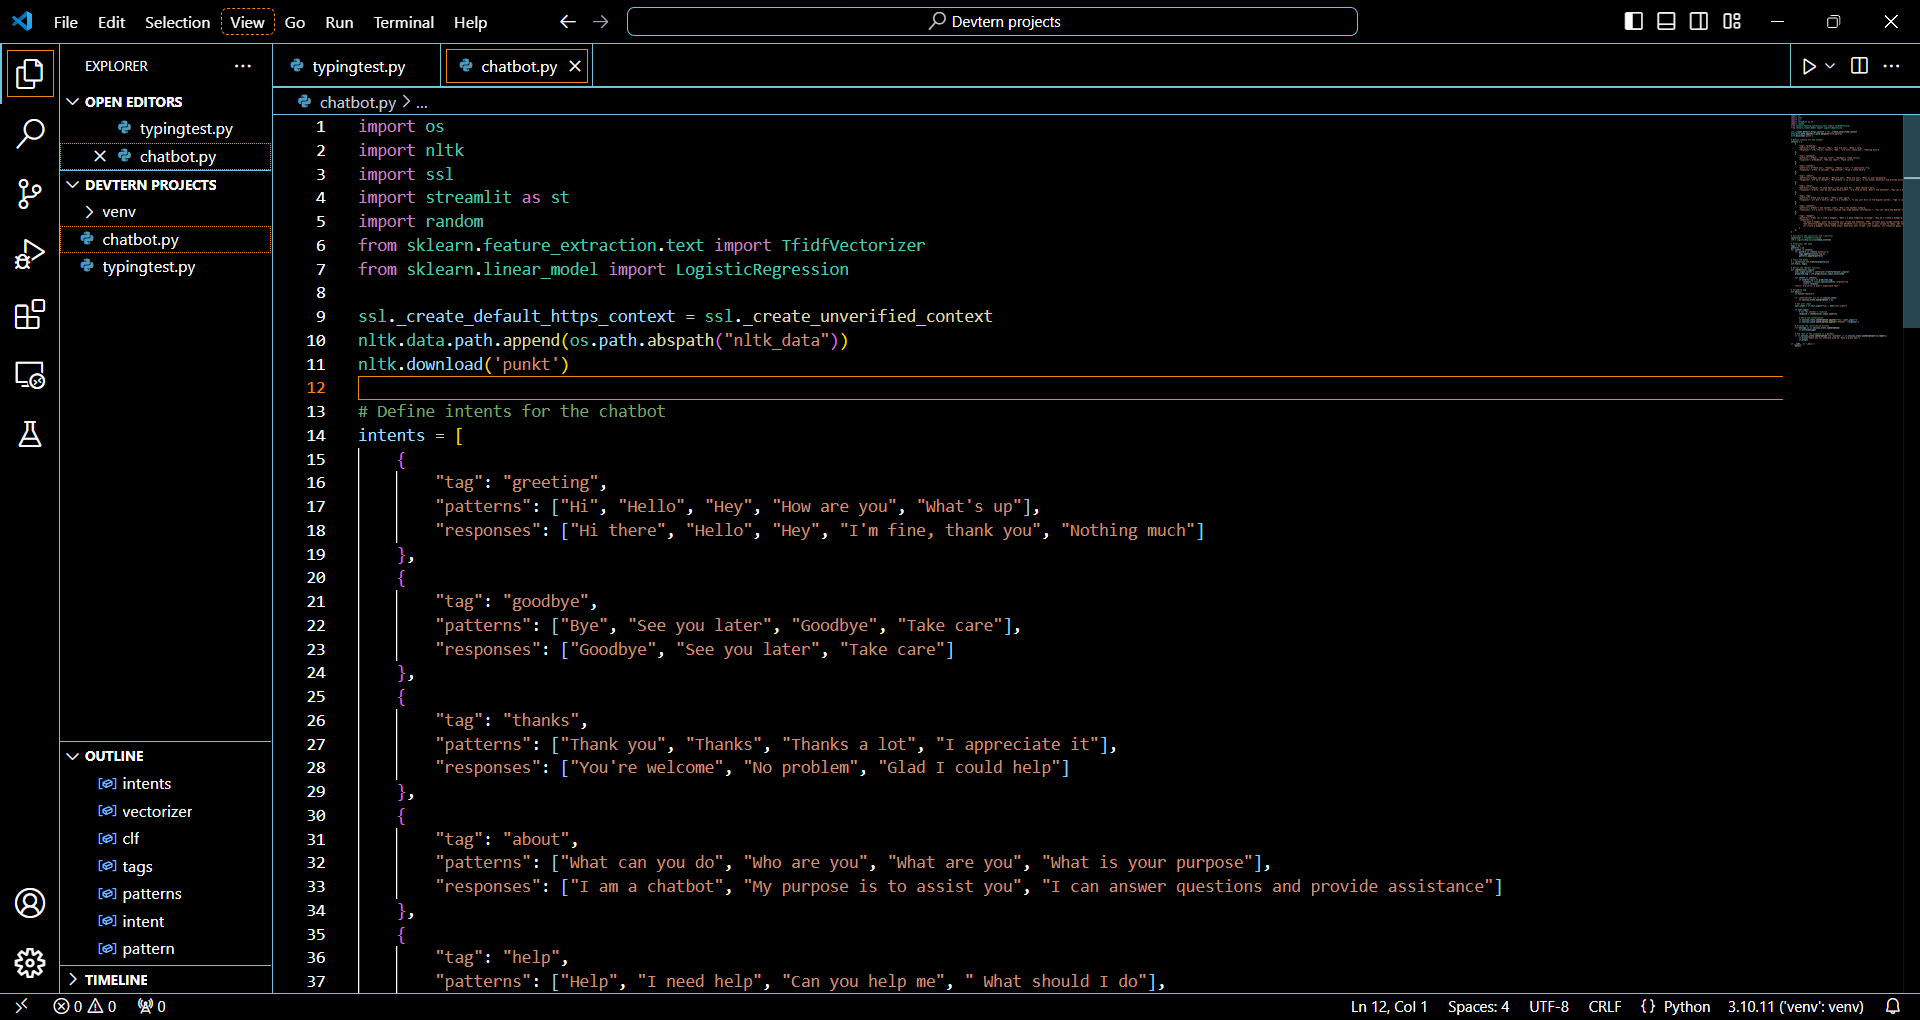 File Edit Selection View Go Run Terminal Help
Devtern projects
EXPLORER
OPEN EDITORS
typingtest.py
chatbot.py
DEVTERN PROJECTS
venv
chatbot.py
typingtest.py
OUTLINE
intents
vectorizer
clf
tags
patterns
intent
pattern
TIMELINE
typingtest.py chatbot.py
chatbot.py > ...
1 import os
2 import nltk
3 import ssl
4 import streamlit as st
5 import random
6 from sklearn.feature_extraction.text import TfidfVectorizer
7 from sklearn.linear_model import LogisticRegression
8
9 ssl._create_default_https_context = ssl._create_unverified_context
10 nltk.data.path.append(os.path.abspath("nltk_data"))
11 nltk.download('punkt')
12
13 # Define intents for the chatbot
14 intents = [
15 {
16 "tag": "greeting",
17 "patterns": ["Hi", "Hello", "Hey", "How are you", "What's up"],
18 "responses": ["Hi there", "Hello", "Hey", "I'm fine, thank you", "Nothing much"]
19 },
20 {
21 "tag": "goodbye",
22 "patterns": ["Bye", "See you later", "Goodbye", "Take care"],
23 "responses": ["Goodbye", "See you later", "Take care"]
24 },
25 {
26 "tag": "thanks",
27 "patterns": ["Thank you", "Thanks", "Thanks a lot", "I appreciate it"],
28 "responses": ["You're welcome", "No problem", "Glad I could help"]
29 },
30 {
31 "tag": "about",
32 "patterns": ["What can you do", "Who are you", "What are you", "What is your purpose"],
33 "responses": ["I am a chatbot", "My purpose is to assist you", "I can answer questions and provide assistance"]
34 },
35 {
36 "tag": "help",
37 "patterns": ["Help", "I need help", "Can you help me", " What should I do"],
0 0 0 Ln 12, Col 1 Spaces: 4 UTF-8 CRLF {} Python 3.10.11 ('venv': venv)